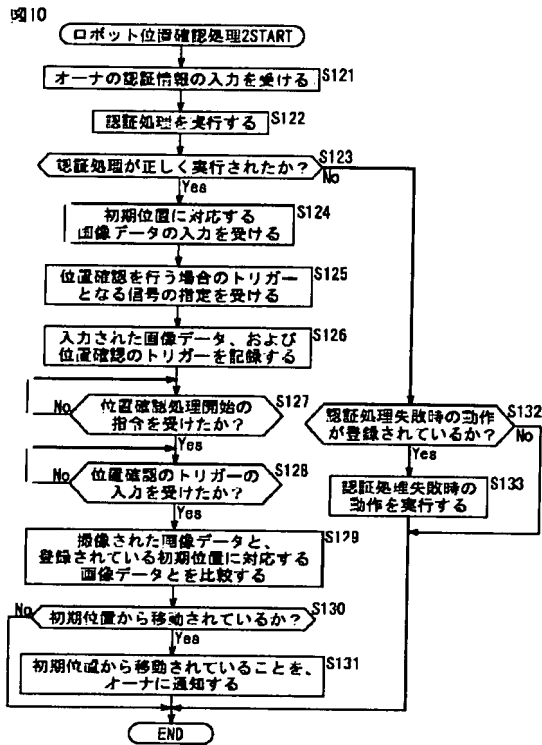 図10
ロボット位置確認処理2START
オーナの認証情報の入力を受ける
S121
認証処理を実行する
S122
認証処理が正しく実行されたか？
S123
No
Yes
初期位置に対応する
画像データの入力を受ける
S124
位置確認を行う場合のトリガー
となる信号の指定を受ける
S125
入力された画像データ、および
位置確認のトリガーを記録する
S126
No
位置確認処理開始の
指令を受けたか？
S127
Yes
No
位置確認のトリガーの
入力を受けたか？
S128
Yes
撮像された画像データと、
登録されている初期位置に対応する
画像データとを比較する
S129
No
初期位置から移動されているか？
S130
Yes
初期位置から移動されていることを、
オーナに通知する
S131
認証処理失敗時の動作
が登録されているか？
S132
No
Yes
認証処理失敗時の
動作を実行する
S133
END